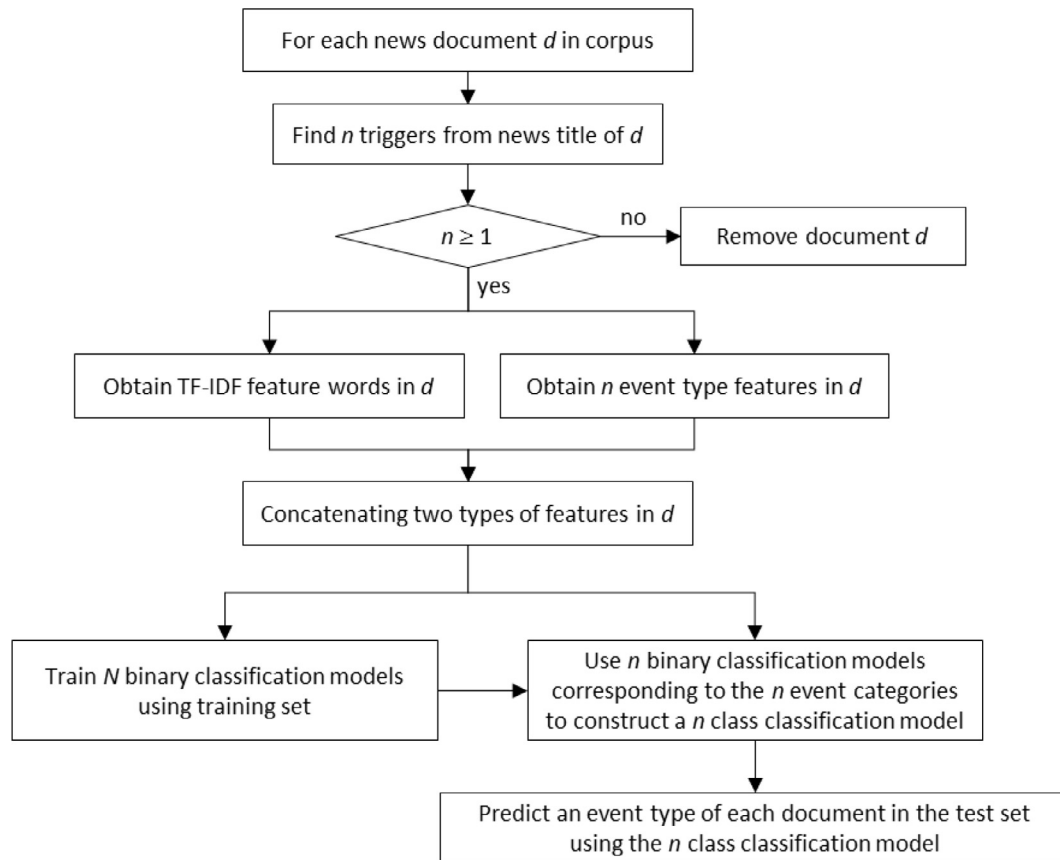 For each news document d in corpus
Find n triggers from news title of d
n ≥ 1
no
Remove document d
yes
Obtain TF-IDF feature words in d
Obtain n event type features in d
Concatenating two types of features in d
Train N binary classification models
using training set
Use n binary classification models
corresponding to the n event categories
to construct a n class classification model
Predict an event type of each document in the test set
using the n class classification model